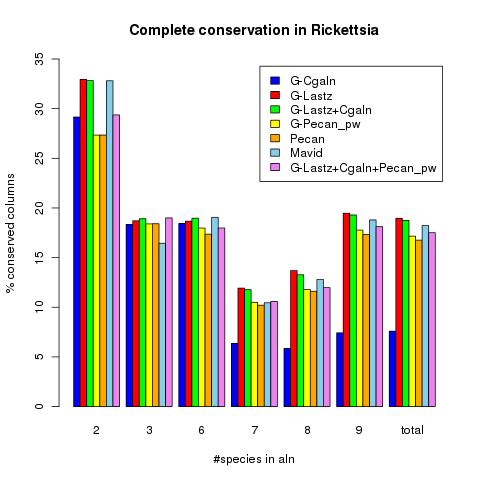 Complete conservation in Rickettsia
% conserved columns
35
30
25
20
15
10
5
0
G-Cgaln
G-Lastz
G-Lastz+Cgaln
G-Pecan_pw
Pecan
Mavid
G-Lastz+Cgaln+Pecan_pw
2 3 6 7 8 9 total
#species in aln